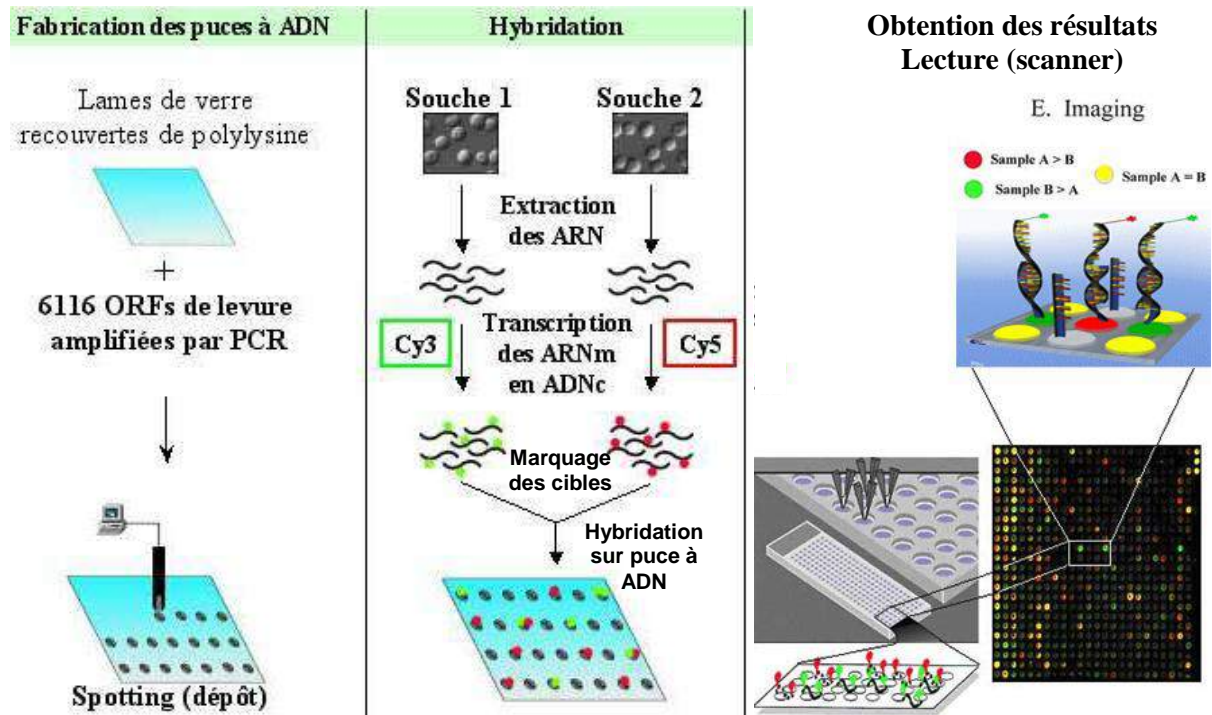 Fabrication des puces à ADN
Lames de verre
recouvertes de polylysine
+
6116 ORFs de levure
amplifiées par PCR
Spotting (dépôt)
Hybridation
Souche 1
Souche 2
Extraction
des ARN
Cy3
Transcription
des ARNm
en ADNc
Cy5
Marquage
des cibles
Hybridation
sur puce à
ADN
Obtention des résultats
Lecture (scanner)
E. Imaging
Sample A > B
Sample B > A
Sample A = B